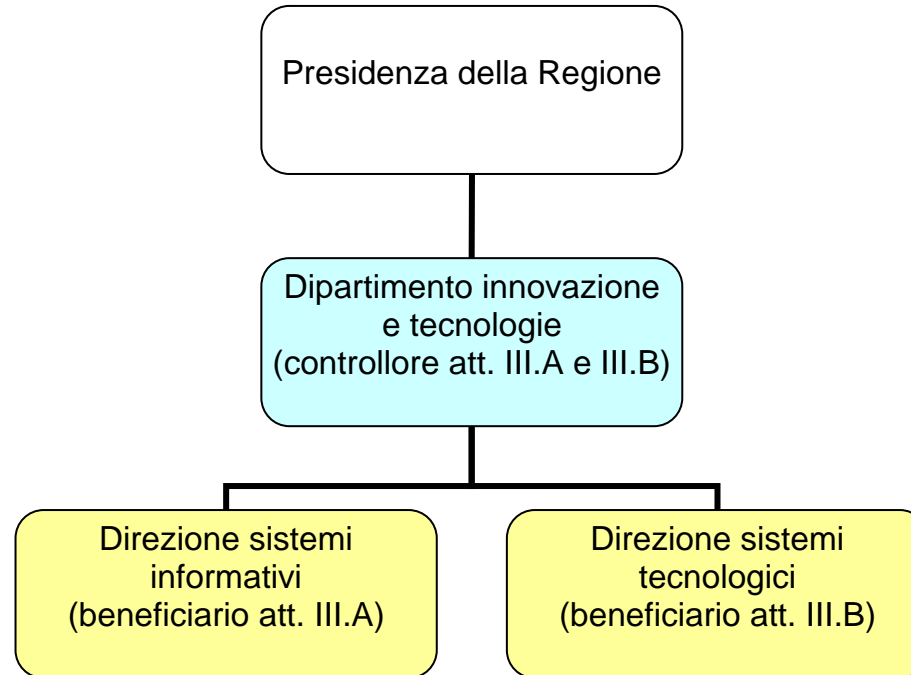 Presidenza della Regione
Dipartimento innovazione
e tecnologie
(controllore att. III.A e III.B)
Direzione sistemi
informativi
(beneficiario att. III.A)
Direzione sistemi
tecnologici
(beneficiario att. III.B)